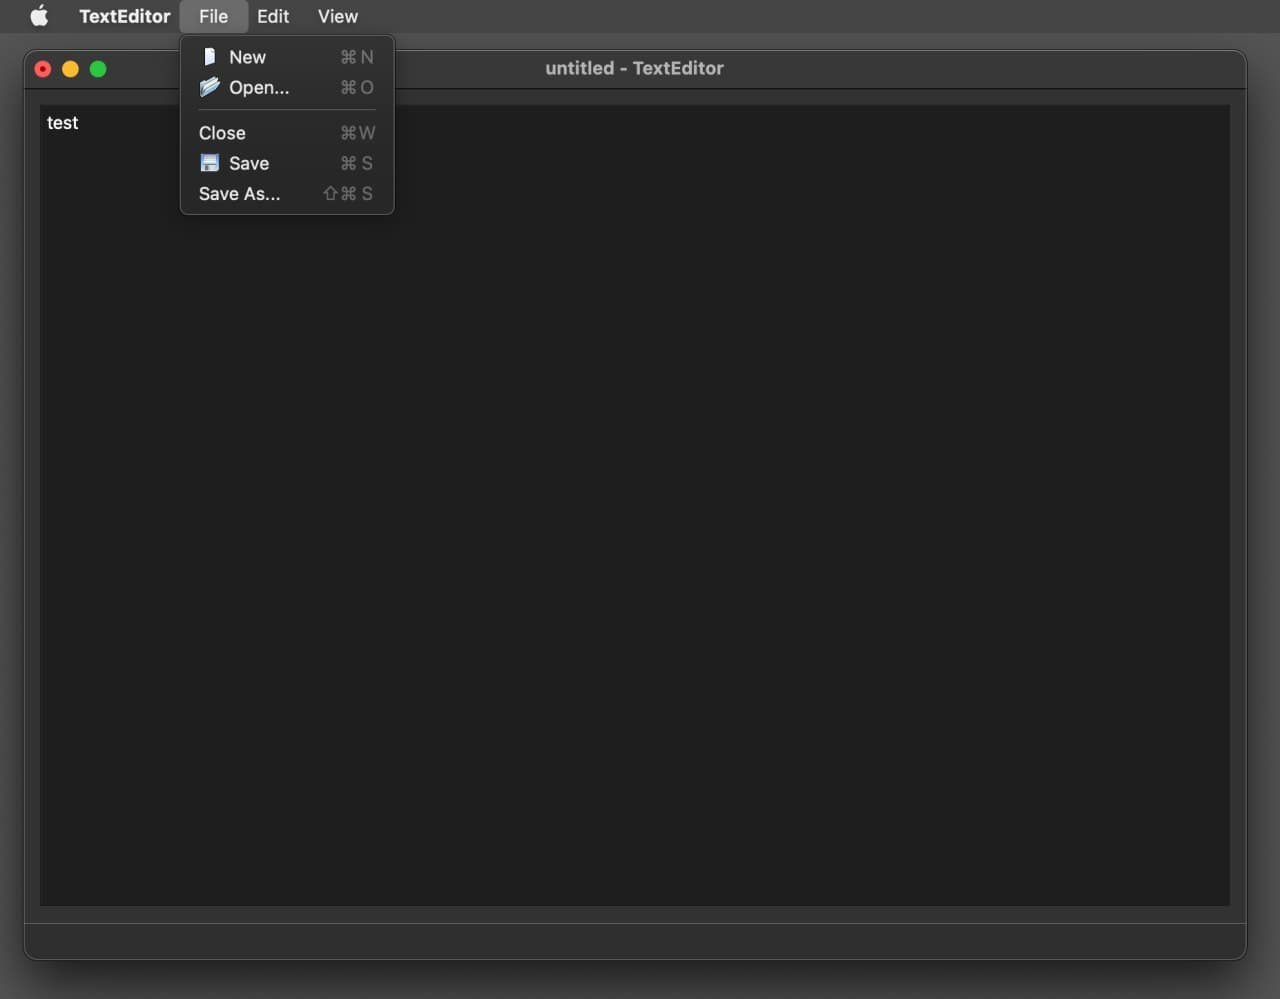 TextEditor File Edit View
untitled - TextEditor
New ⌘ N
Open... ⌘ O
Close ⌘ W
Save ⌘ S
Save As... ⇧⌘ S
test